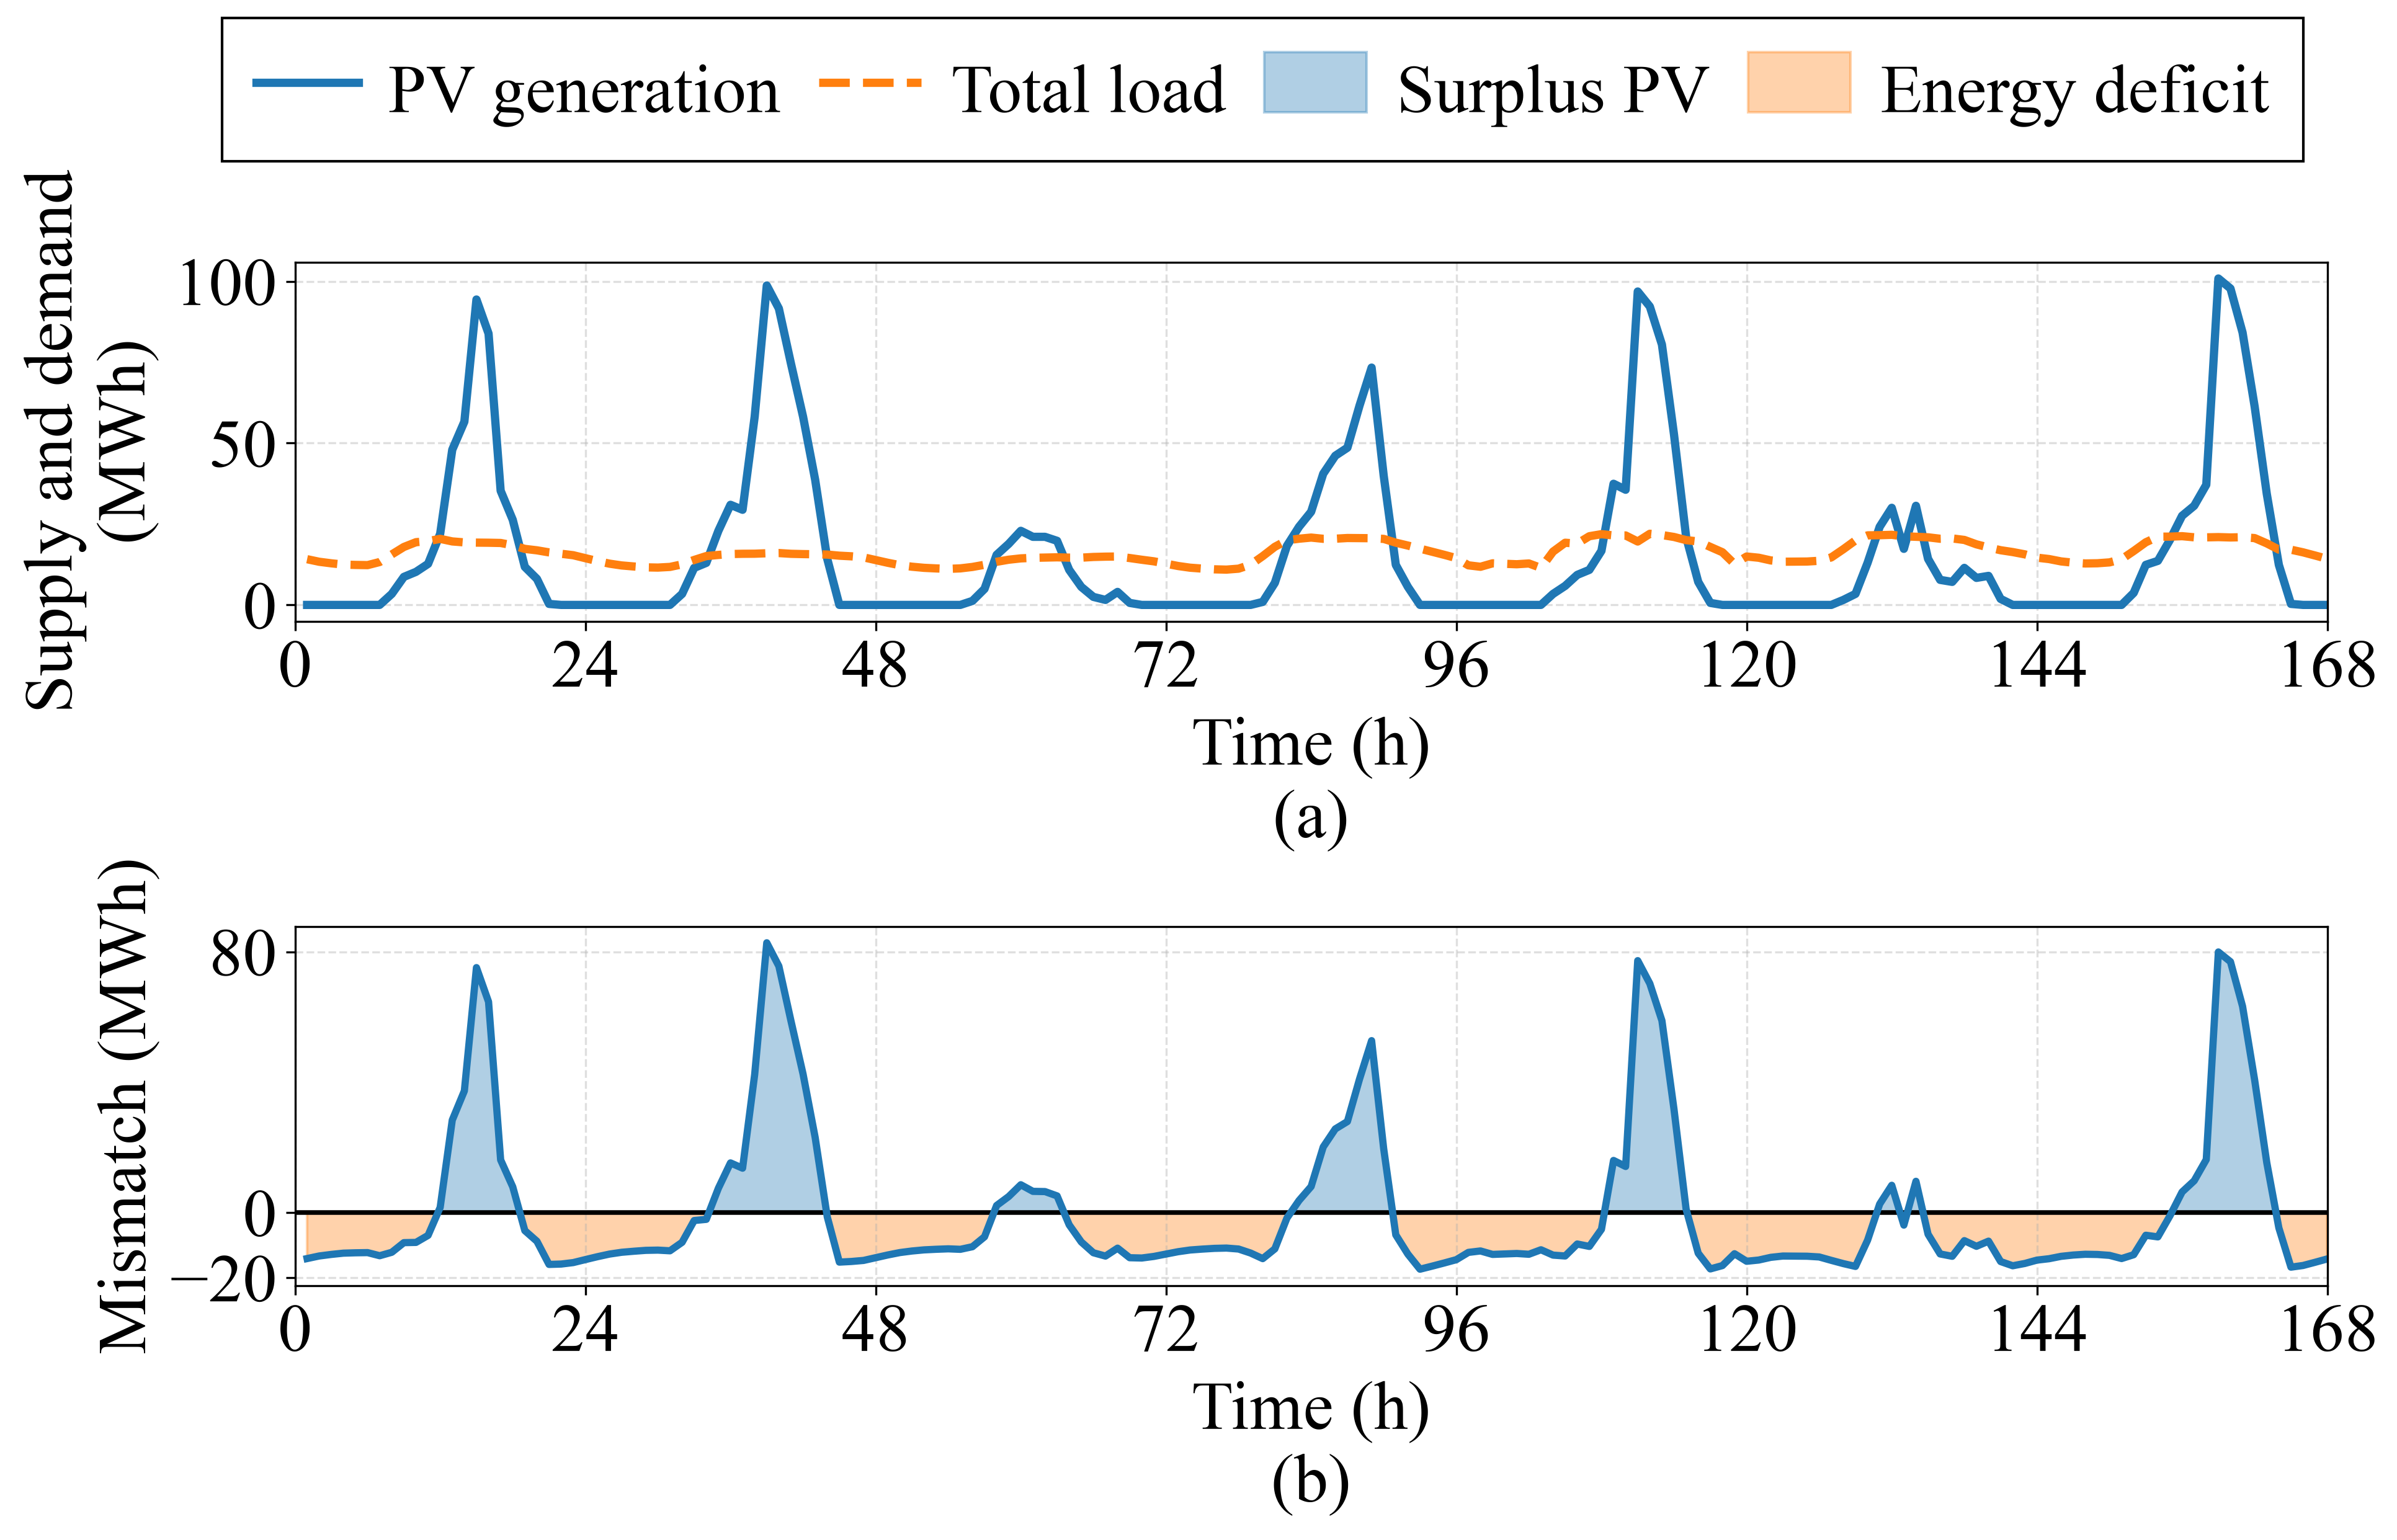 PV generation Total load Surplus PV Energy deficit
Supply and demand
(MWh)
100
50
0
0 24 48 72 96 120 144 168
Time (h)
(a)
Mismatch (MWh)
80
0
−20
0 24 48 72 96 120 144 168
Time (h)
(b)